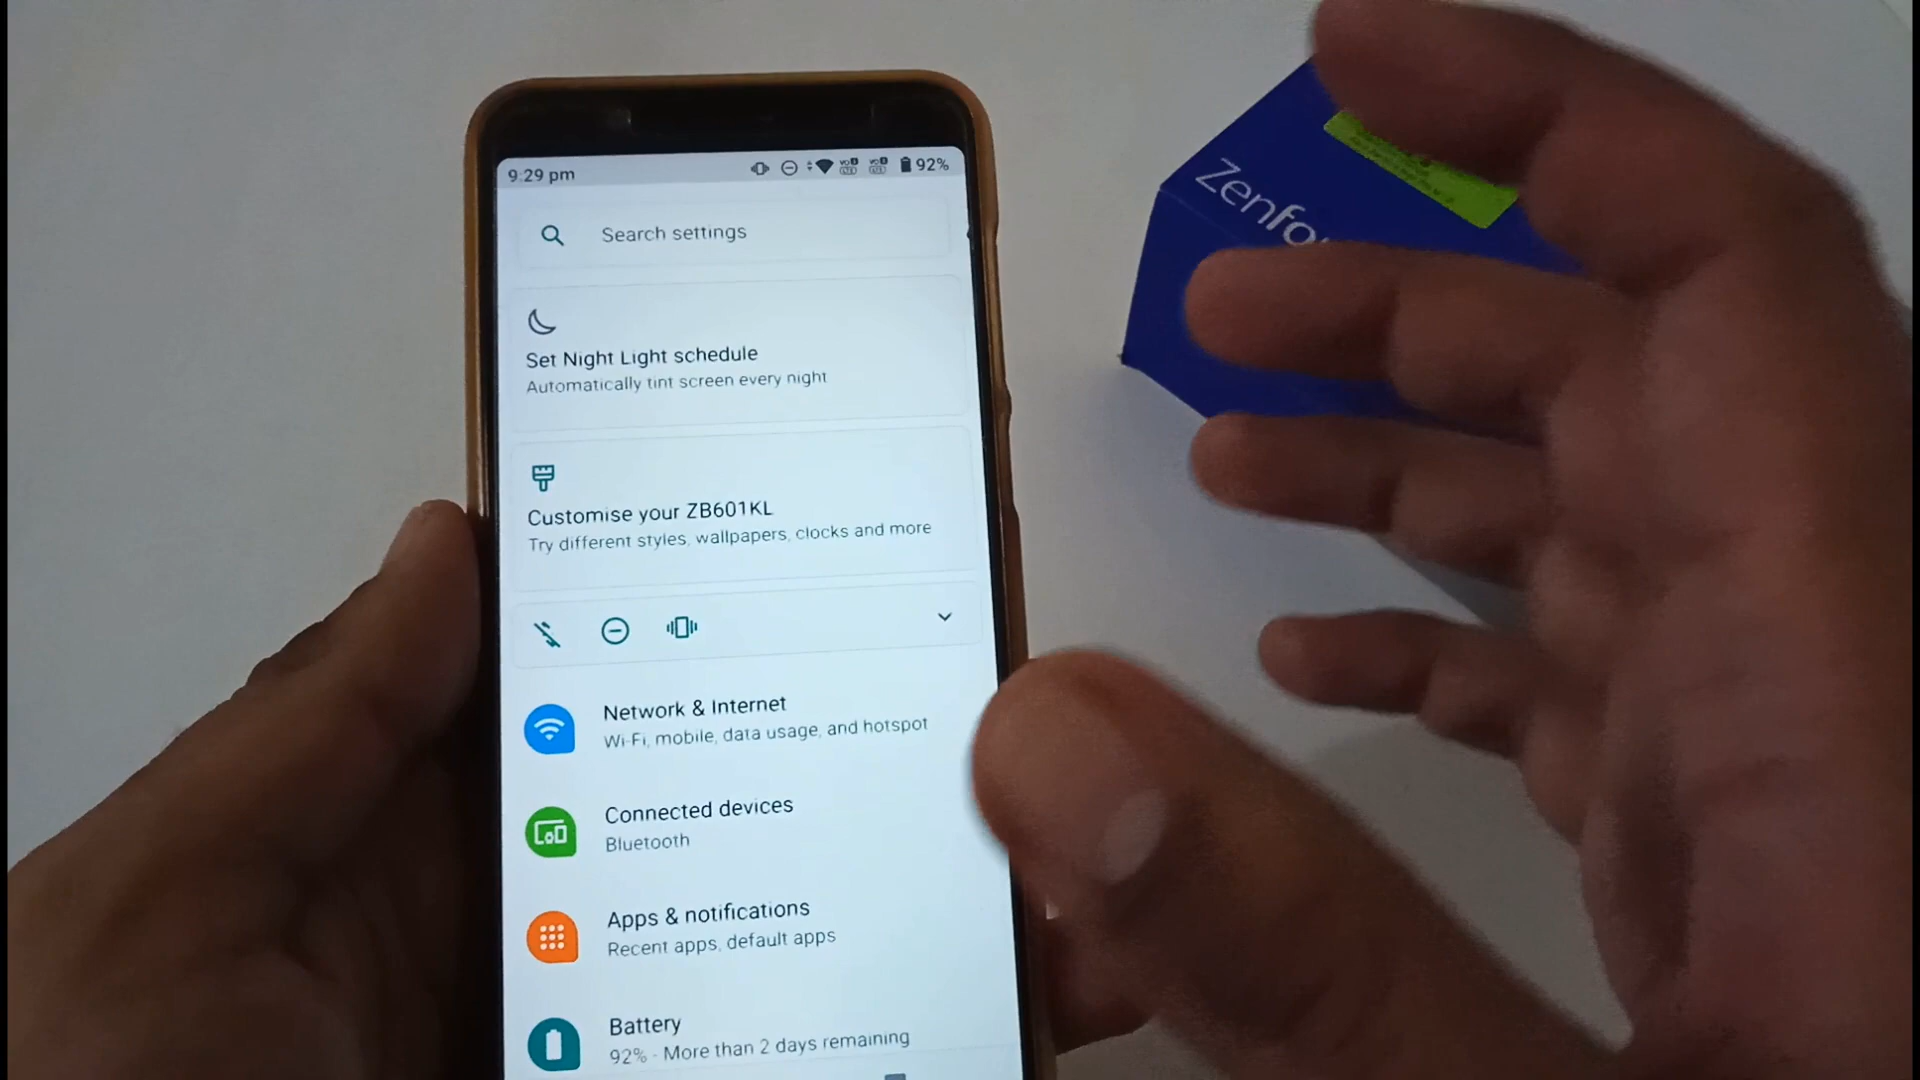 9:29 pm
92%
Search settings
Set Night Light schedule
Automatically tint screen every night
Customise your ZB601KL
Try different styles, wallpapers, clocks and more
Network & Internet
Wi-Fi, mobile, data usage, and hotspot
Connected devices
Bluetooth
Apps & notifications
Recent apps, default apps
Battery
92% - More than 2 days remaining
Zenfo